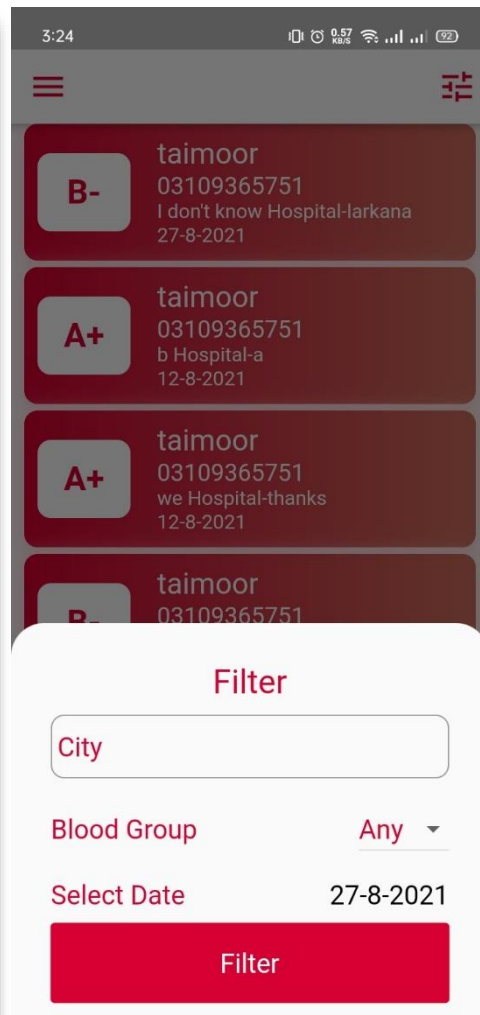 3:24 0.57 KB/S 92
B-
taimoor
03109365751
I don't know Hospital-larkana
27-8-2021
A+
taimoor
03109365751
b Hospital-a
12-8-2021
A+
taimoor
03109365751
we Hospital-thanks
12-8-2021
B-
taimoor
03109365751
Filter
City
Blood Group Any
Select Date 27-8-2021
Filter